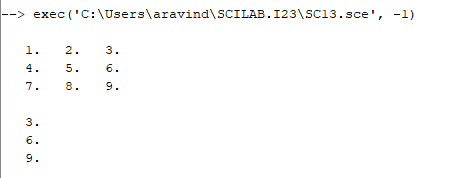 --> exec('C:\Users\aravind\SCILAB.I23\SC13.sce', -1)
1. 2. 3.
4. 5. 6.
7. 8. 9.
3.
6.
9.